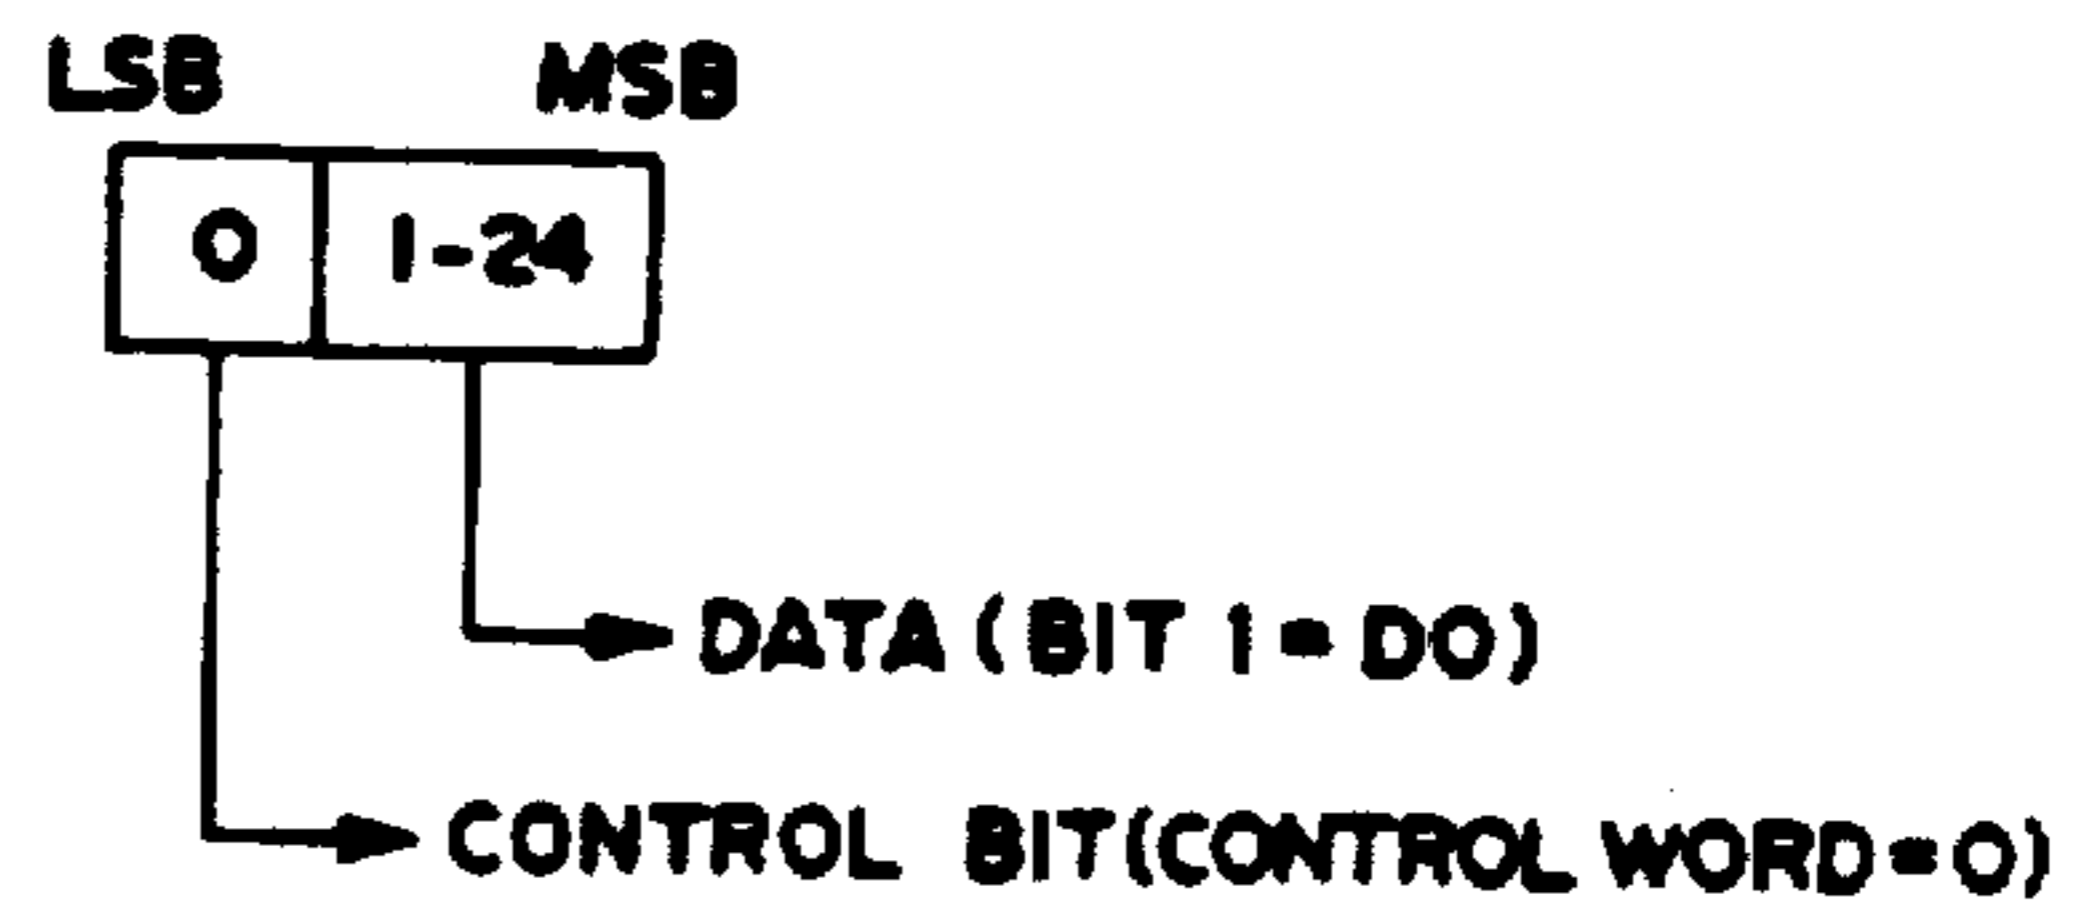 LSB MSB
0 1-24
DATA (BIT 1 = D0)
CONTROL BIT(CONTROL WORD=0)